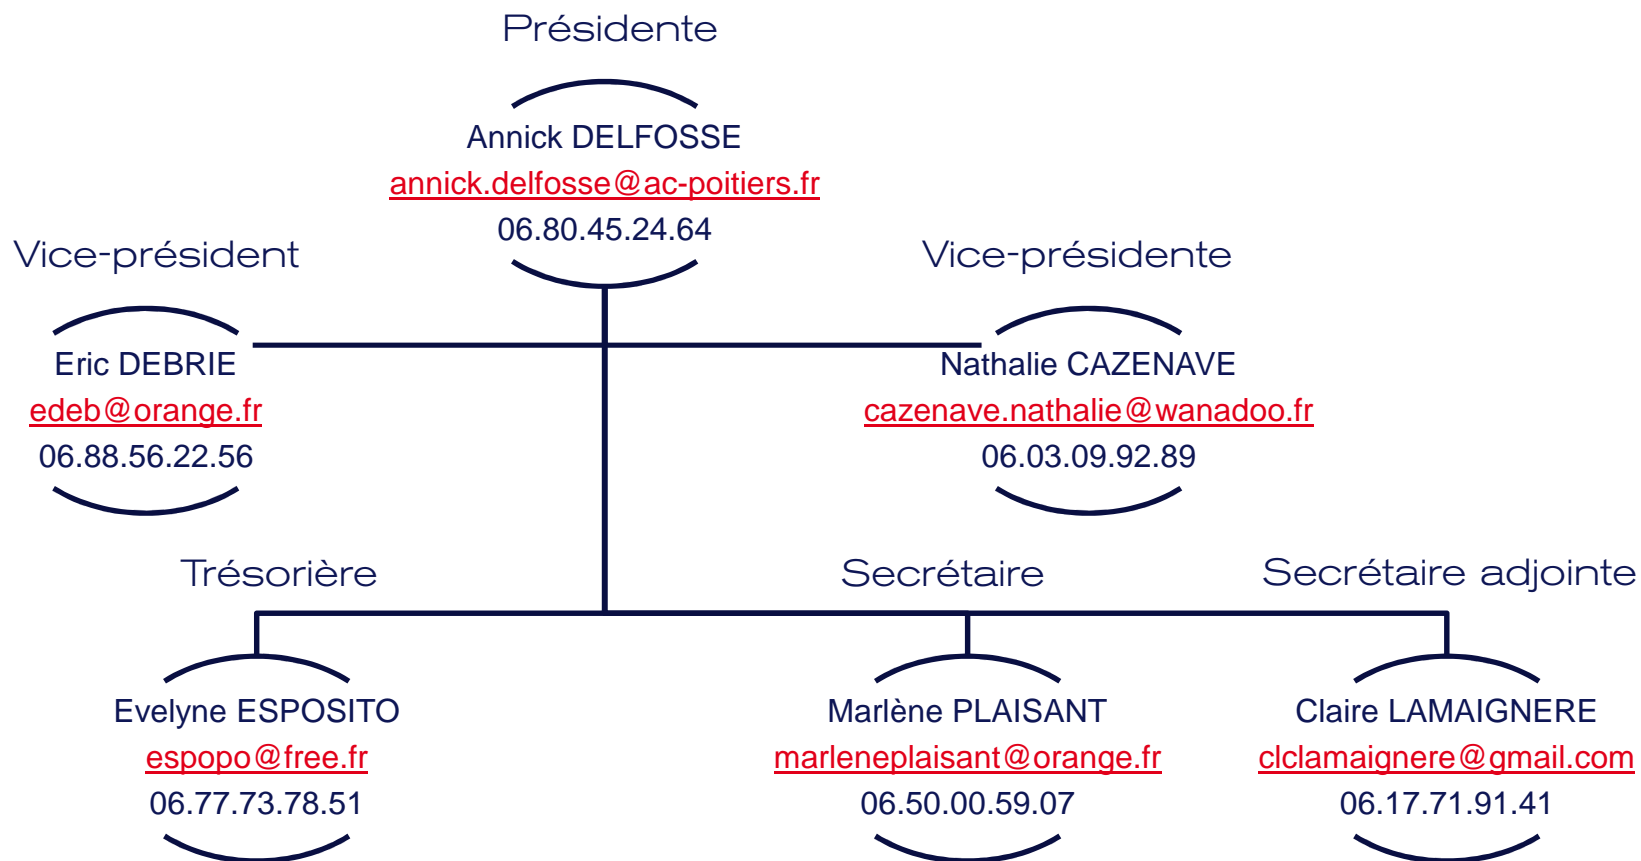 Présidente
Annick DELFOSSE
annick.delfosse@ac-poitiers.fr
06.80.45.24.64
Vice-président
Eric DEBRIE
edeb@orange.fr
06.88.56.22.56
Vice-présidente
Nathalie CAZENAVE
cazenave.nathalie@wanadoo.fr
06.03.09.92.89
Trésorière
Evelyne ESPOSITO
espopo@free.fr
06.77.73.78.51
Secrétaire
Marlène PLAISANT
marleneplaisant@orange.fr
06.50.00.59.07
Secrétaire adjointe
Claire LAMAIGNERE
clclamaignere@gmail.com
06.17.71.91.41